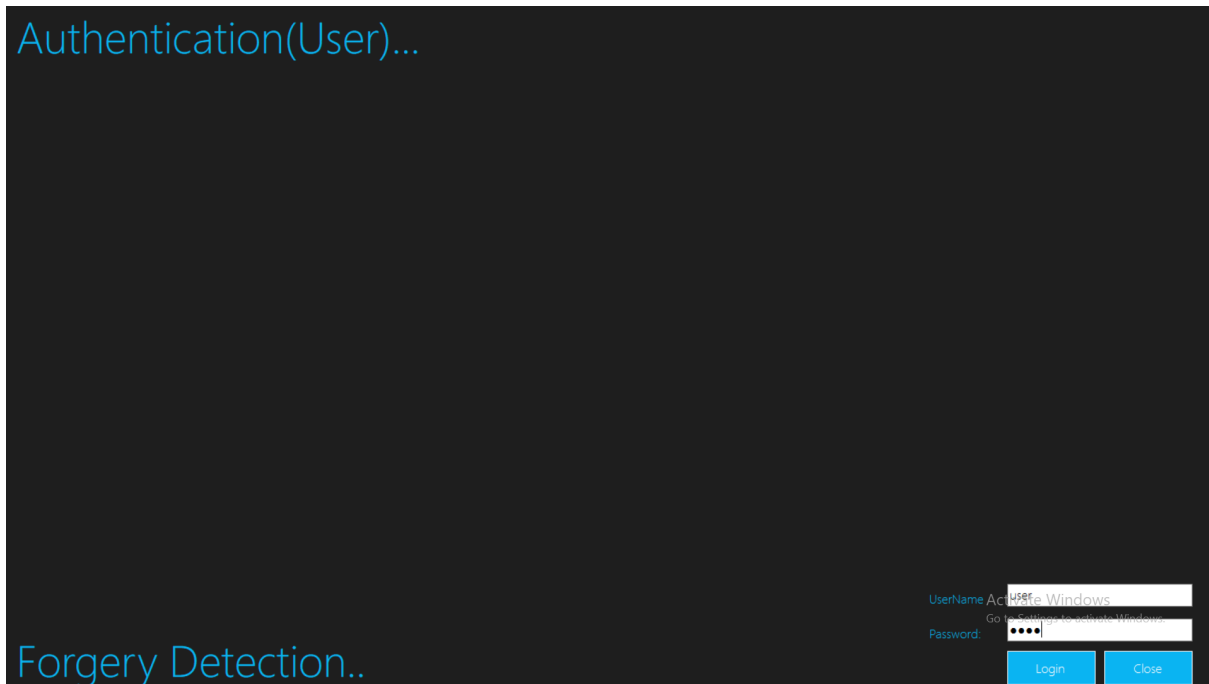 Authentication(User)...
UserName
user
Activate Windows
Go to Settings to activate Windows.
Password:
••••
Login
Close
Forgery Detection..